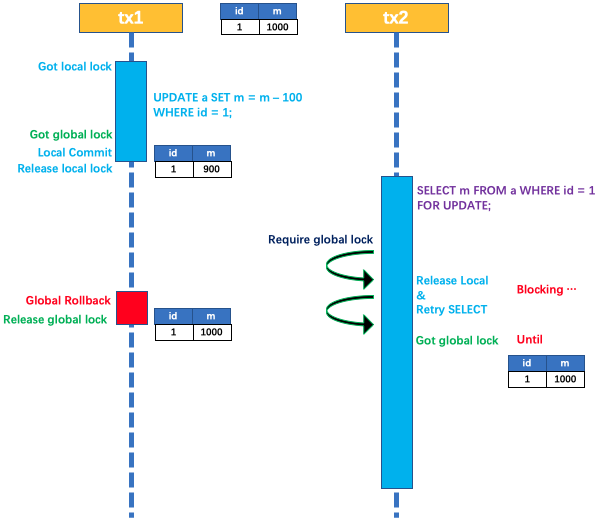 tx1
id m
1 1000
tx2
Got local lock
UPDATE a SET m = m – 100
WHERE id = 1;
Got global lock
Local Commit
Release local lock
id m
1 900
SELECT m FROM a WHERE id = 1
FOR UPDATE;
Require global lock
Release Local
&
Retry SELECT
Blocking ···
Global Rollback
Release global lock
id m
1 1000
Got global lock
Until
id m
1 1000